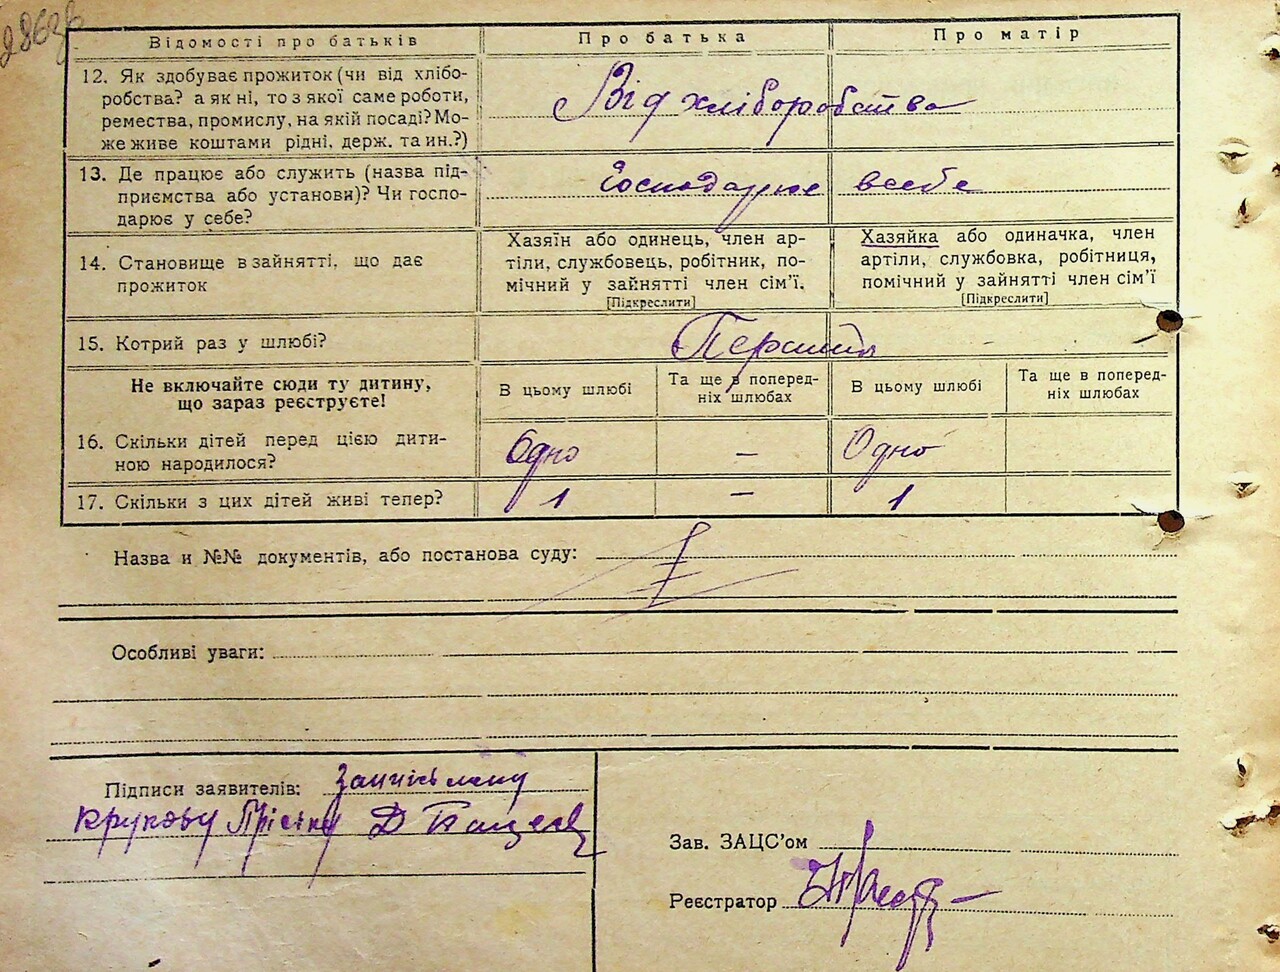 Відомості про батьків
Про батька
Про матір
12. Як здобуває прожиток (чи від хлібо-
робства? а як ні, то з якої саме роботи,
ремества, промислу, на якій посаді? Мо-
же живе коштами рідні, держ. та ин.?)
Від хліборобства
13. Де працює або служить (назва під-
приємства або установи)? Чи госпо-
дарює у себе?
Господарює в себе
14. Становище в зайнятті, що дає
прожиток
Хазяїн або одинець, член ар-
тіли, службовець, робітник, по-
мічний у зайнятті член сім'ї.
[Підкреслити]
Хазяйка або одиначка, член
артіли, службовка, робітниця,
помічний у зайнятті член сім'ї
[Підкреслити]
15. Котрий раз у шлюбі?
Не включайте сюди ту дитину,
що зараз реєструєте!
В цьому шлюбі
Та ще в поперед-
ніх шлюбах
В цьому шлюбі
Та ще в поперед-
ніх шлюбах
16. Скільки дітей перед цією дити-
ною народилося?
Одно
—
Одно
17. Скільки з цих дітей живі тепер?
1
—
1
Назва и №№ документів, або постанова суду:
Особливі уваги:
Підписи заявителів:
Зав. ЗАЦС'ом
Реєстратор